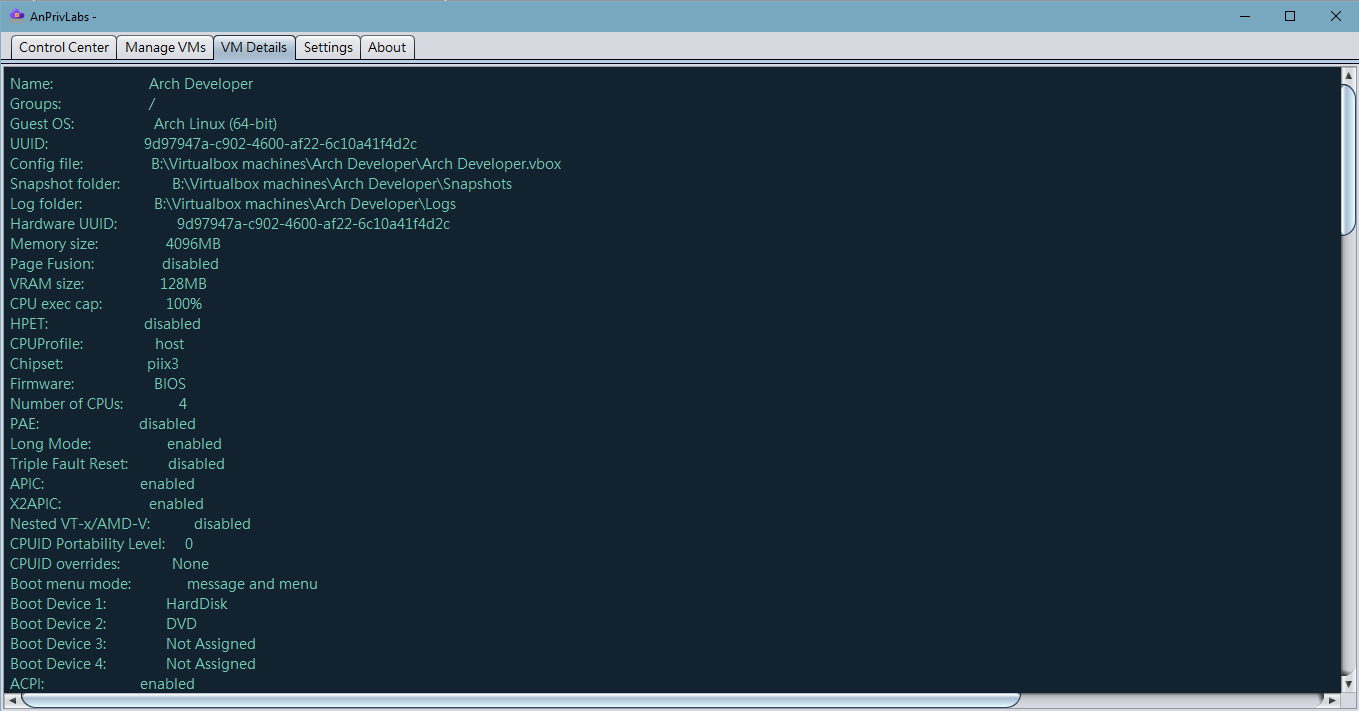 AnPrivLabs -
Control Center Manage VMs VM Details Settings About
Name: Arch Developer
Groups: /
Guest OS: Arch Linux (64-bit)
UUID: 9d97947a-c902-4600-af22-6c10a41f4d2c
Config file: B:\Virtualbox machines\Arch Developer\Arch Developer.vbox
Snapshot folder: B:\Virtualbox machines\Arch Developer\Snapshots
Log folder: B:\Virtualbox machines\Arch Developer\Logs
Hardware UUID: 9d97947a-c902-4600-af22-6c10a41f4d2c
Memory size: 4096MB
Page Fusion: disabled
VRAM size: 128MB
CPU exec cap: 100%
HPET: disabled
CPUProfile: host
Chipset: piix3
Firmware: BIOS
Number of CPUs: 4
PAE: disabled
Long Mode: enabled
Triple Fault Reset: disabled
APIC: enabled
X2APIC: enabled
Nested VT-x/AMD-V: disabled
CPUID Portability Level: 0
CPUID overrides: None
Boot menu mode: message and menu
Boot Device 1: HardDisk
Boot Device 2: DVD
Boot Device 3: Not Assigned
Boot Device 4: Not Assigned
ACPI: enabled